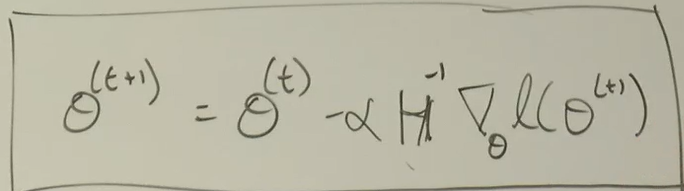 θ^(t+1) = θ^(t) - α H^-1 ∇_θ l(θ^(t))